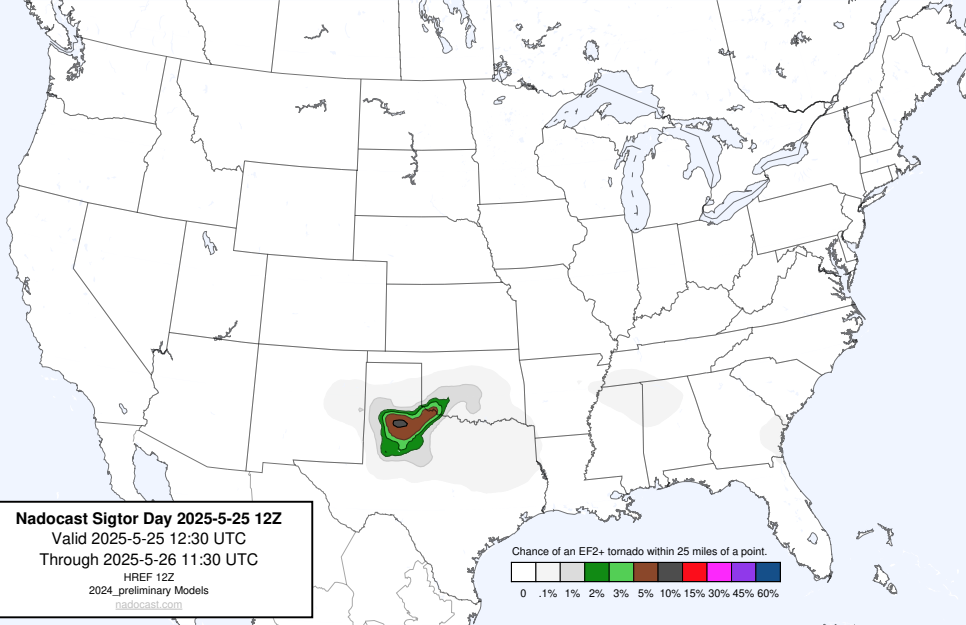 Nadocast Sigtor Day 2025-5-25 12Z
Valid 2025-5-25 12:30 UTC
Through 2025-5-26 11:30 UTC
HREF 12Z
2024_preliminary Models
nadocast.com
Chance of an EF2+ tornado within 25 miles of a point.
0 .1% 1% 2% 3% 5% 10% 15% 30% 45% 60%